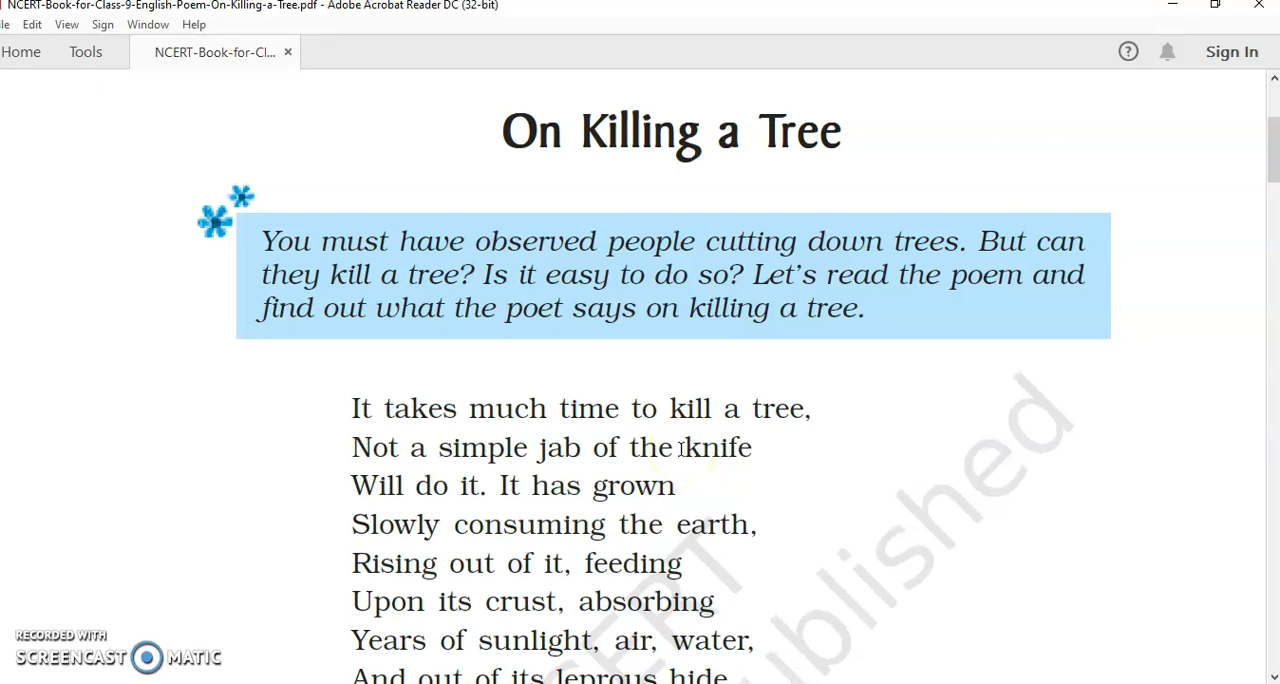 NCERT-Book-for-Class-9-English-Poem-On-Killing-a-Tree.pdf - Adobe Acrobat Reader DC (32-bit)
Edit View Sign Window Help
Home Tools NCERT-Book-for-Cl... × ? Sign In
On Killing a Tree
You must have observed people cutting down trees. But can
they kill a tree? Is it easy to do so? Let's read the poem and
find out what the poet says on killing a tree.
It takes much time to kill a tree,
Not a simple jab of the knife
Will do it. It has grown
Slowly consuming the earth,
Rising out of it, feeding
Upon its crust, absorbing
Years of sunlight, air, water,
And out of its leprous hide
RECORDED WITH
SCREENCAST MATIC